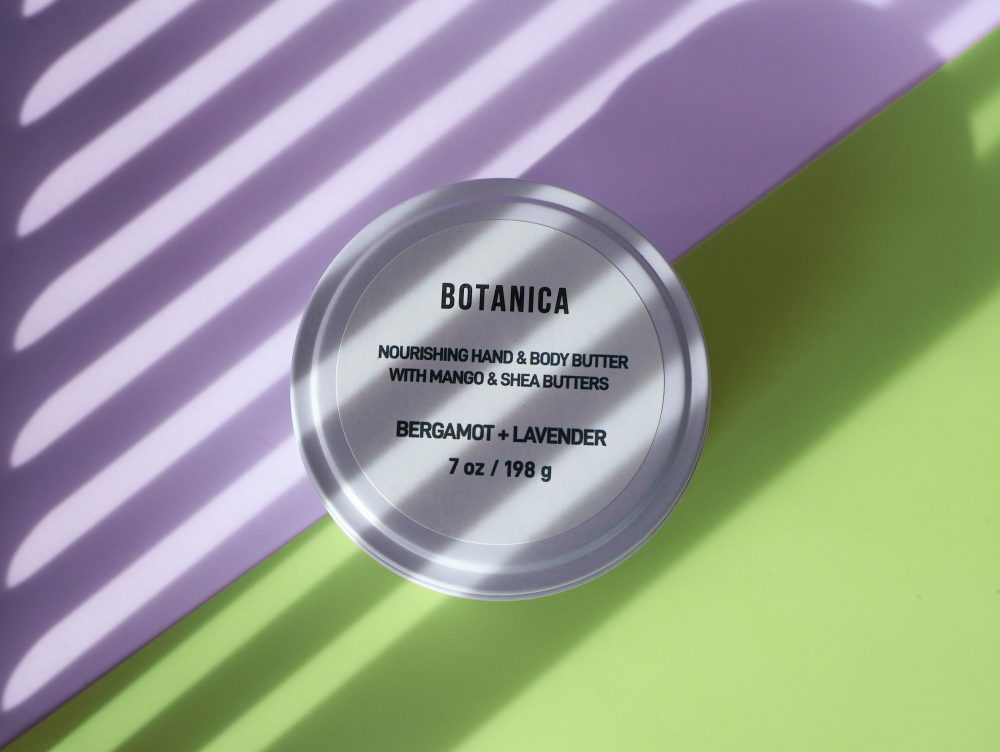 BOTANICA
NOURISHING HAND & BODY BUTTER
WITH MANGO & SHEA BUTTERS
BERGAMOT + LAVENDER
7 oz / 198 g